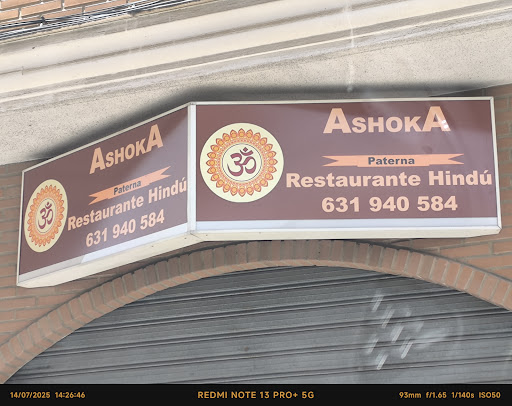 AshokA
Paterna
Restaurante Hindú
631 940 584
AshokA
Paterna
Restaurante Hindú
631 940 584
14/07/2025 14:26:46
REDMI NOTE 13 PRO+ 5G
93mm f/1.65 1/140s ISO50